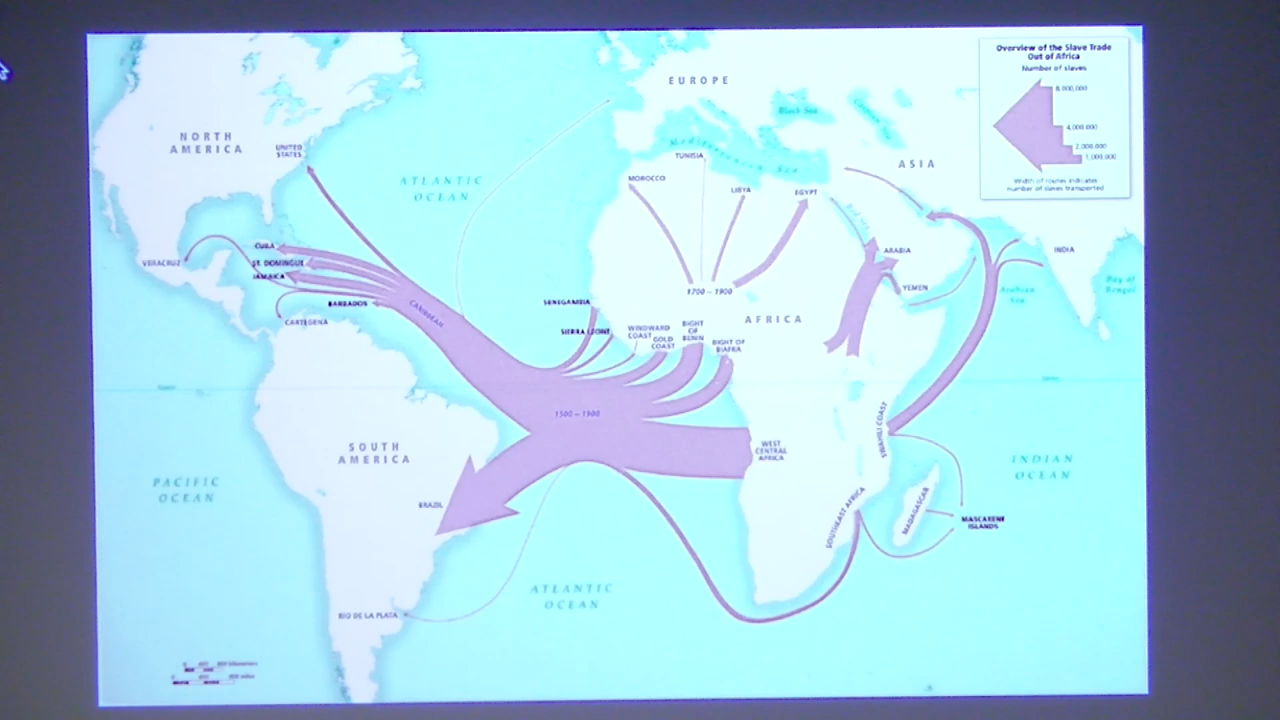 Overview of the Slave Trade
Out of Africa
Number of slaves
8,000,000
4,000,000
2,000,000
1,000,000
Width of routes indicates
number of slaves transported
EUROPE
Black Sea
Caspian Sea
NORTH
AMERICA
UNITED
STATES
ATLANTIC
OCEAN
Mediterranean Sea
TUNISIA
MOROCCO
LIBYA
EGYPT
ASIA
Red Sea
ARABIA
INDIA
CUBA
ST. DOMINGUE
JAMAICA
VERACRUZ
BARBADOS
CARTEGENA
CARIBBEAN
1700 – 1900
YEMEN
Arabian
Sea
Bay of
Bengal
SENEGAMBIA
SIERRA LEONE
WINDWARD
COAST
GOLD
COAST
BIGHT
OF
BENIN
BIGHT OF
BIAFRA
AFRICA
1500 – 1900
WEST
CENTRAL
AFRICA
SWAHILI COAST
SOUTH
AMERICA
INDIAN
OCEAN
PACIFIC
OCEAN
BRAZIL
SOUTHEAST AFRICA
MADAGASCAR
MASCARENE
ISLANDS
ATLANTIC
OCEAN
RIO DE LA PLATA